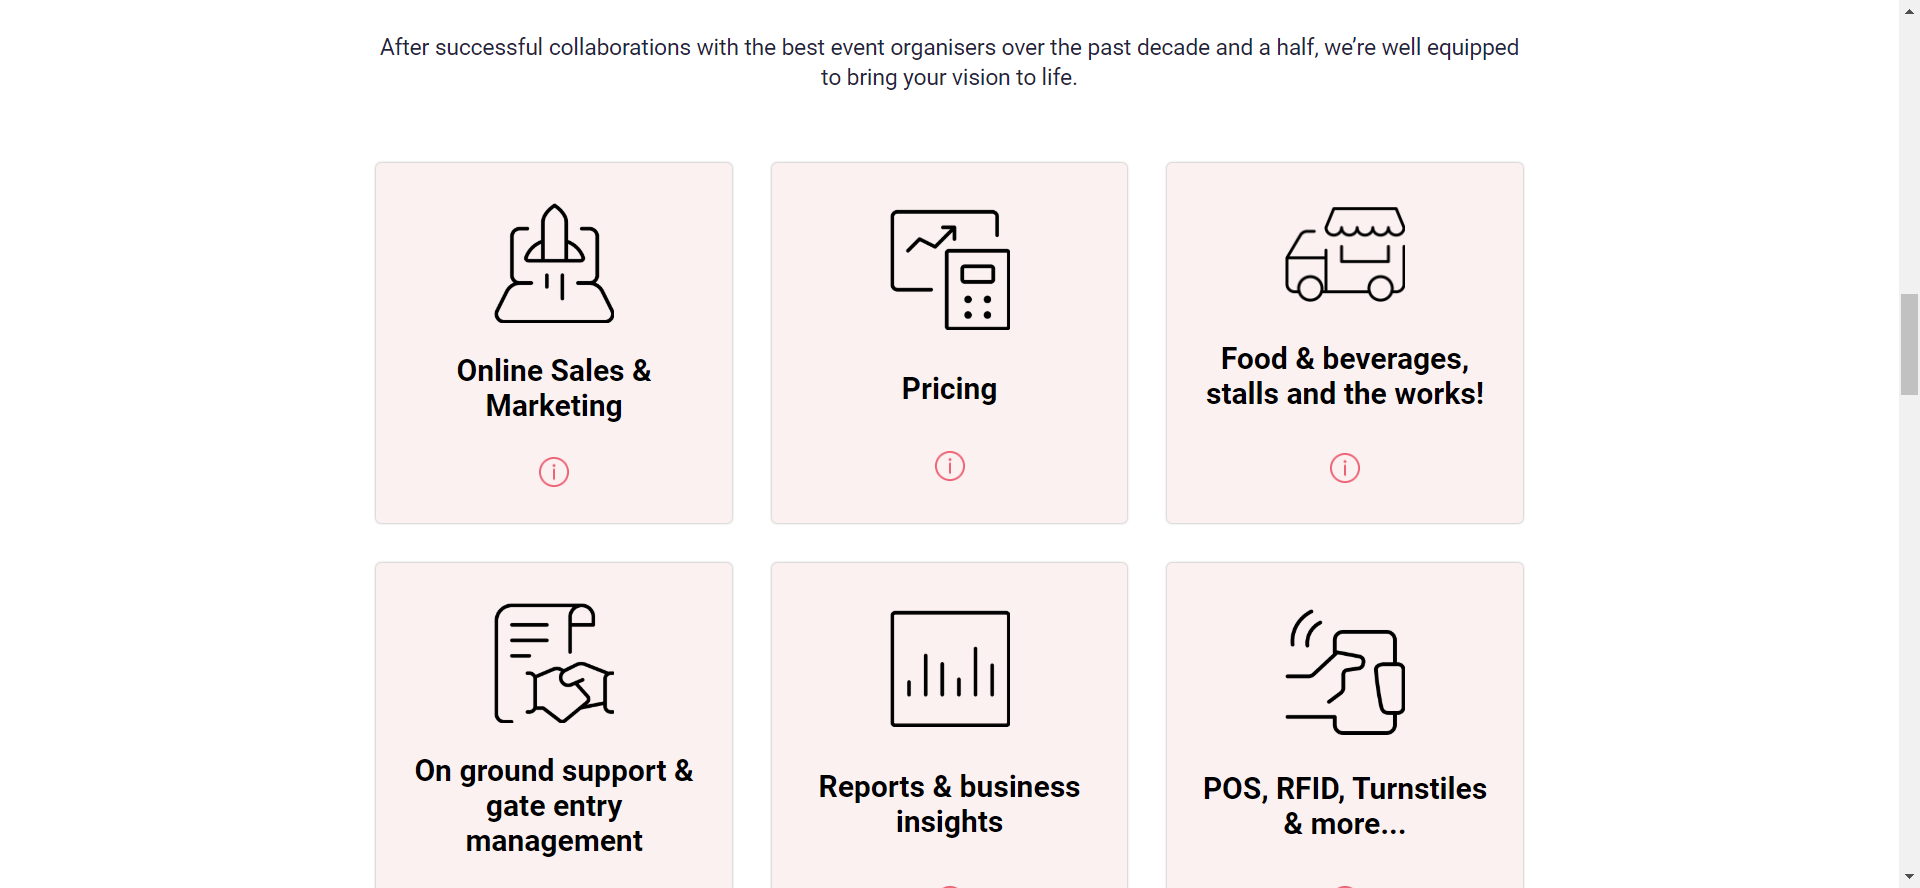 After successful collaborations with the best event organisers over the past decade and a half, we’re well equipped
to bring your vision to life.
Online Sales &
Marketing
Pricing
Food & beverages,
stalls and the works!
On ground support &
gate entry
management
Reports & business
insights
POS, RFID, Turnstiles
& more...